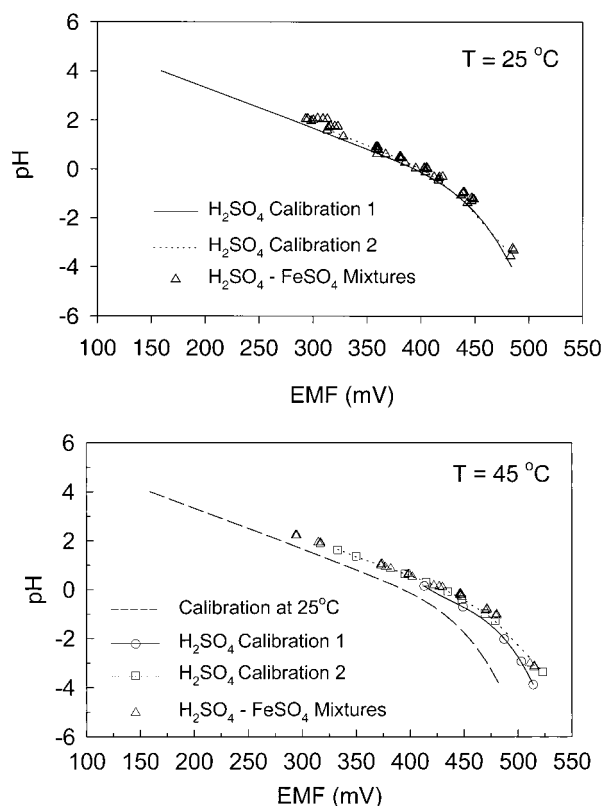 T = 25 °C
6
4
2
0
-2
-4
-6
pH
H₂SO₄ Calibration 1
H₂SO₄ Calibration 2
H₂SO₄ - FeSO₄ Mixtures
100 150 200 250 300 350 400 450 500 550
EMF (mV)
T = 45 °C
6
4
2
0
-2
-4
-6
pH
Calibration at 25°C
H₂SO₄ Calibration 1
H₂SO₄ Calibration 2
H₂SO₄ - FeSO₄ Mixtures
100 150 200 250 300 350 400 450 500 550
EMF (mV)